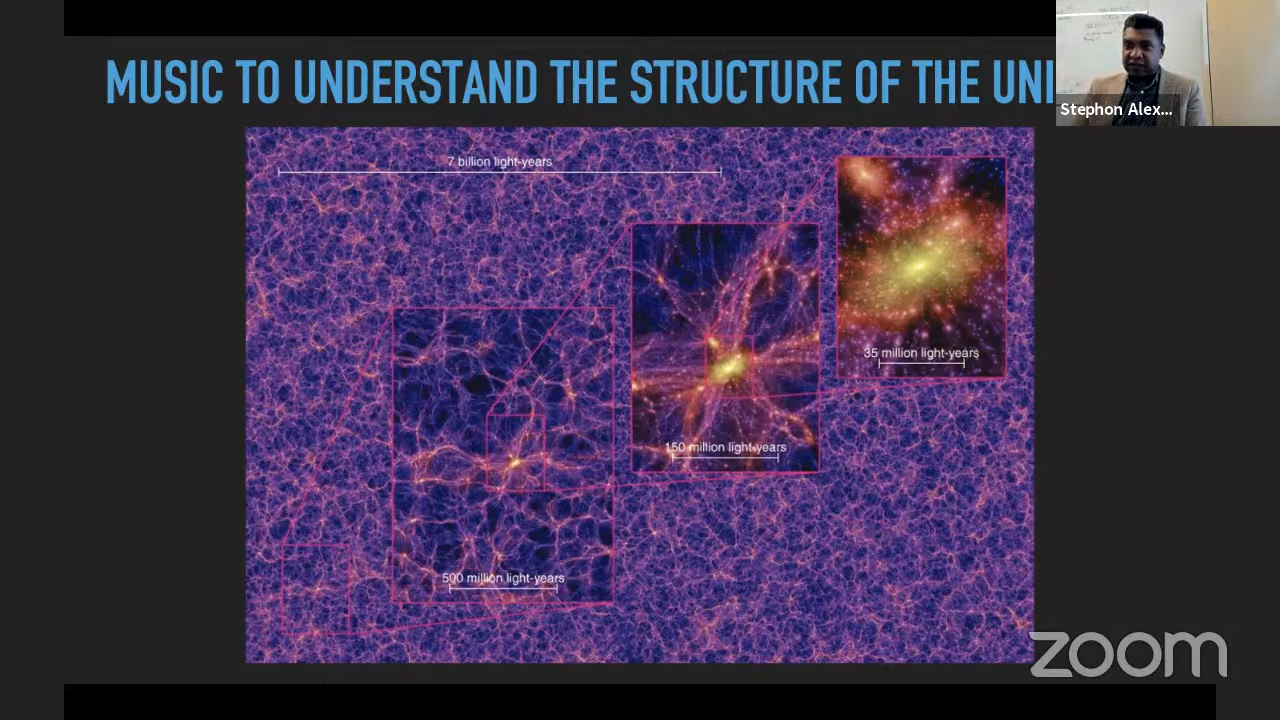 MUSIC TO UNDERSTAND THE STRUCTURE OF THE UNI
Stephon Alex...
7 billion light-years
35 million light-years
150 million light-years
500 million light-years
zoom